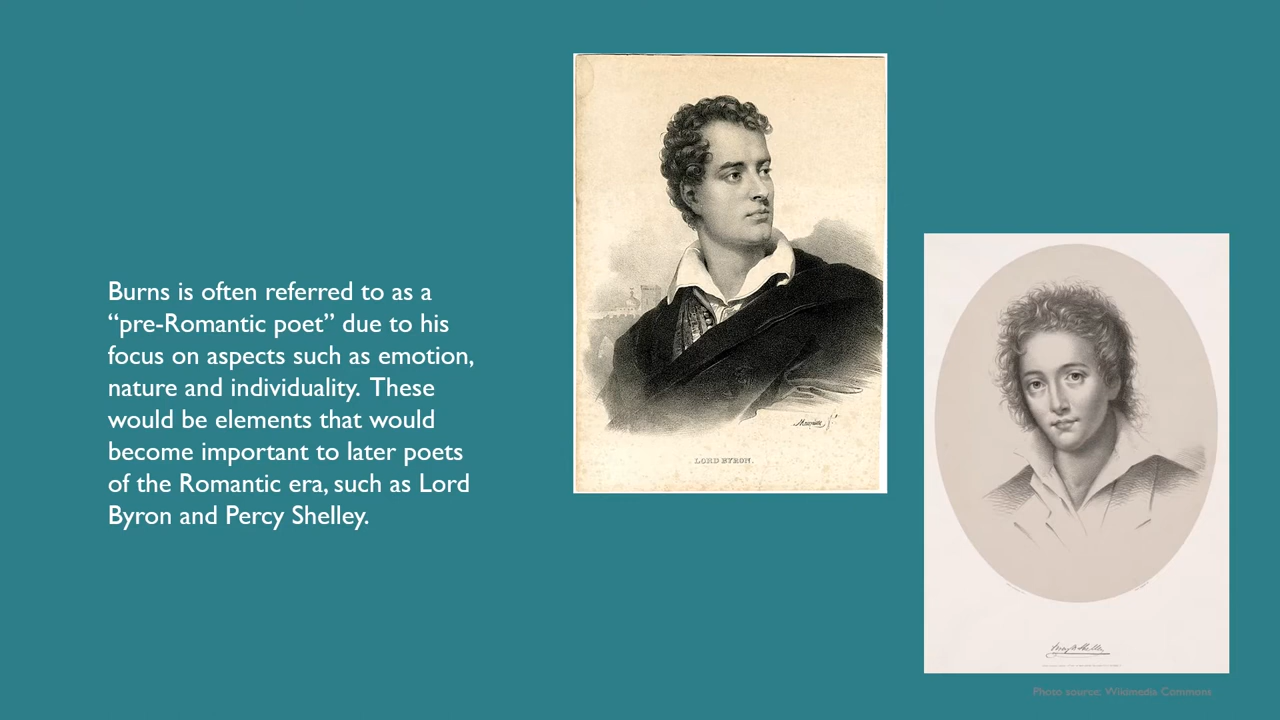 Burns is often referred to as a
“pre-Romantic poet” due to his
focus on aspects such as emotion,
nature and individuality. These
would be elements that would
become important to later poets
of the Romantic era, such as Lord
Byron and Percy Shelley.
LORD BYRON.
Photo source: Wikimedia Commons